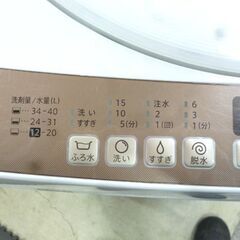 洗剤量/水量(L)
34-40
24-31
12-20
洗い
すすぎ
15
10
5(分)
注水
2
1(回)
6
3
1(分)
ふろ水
洗い
すすぎ
脱水